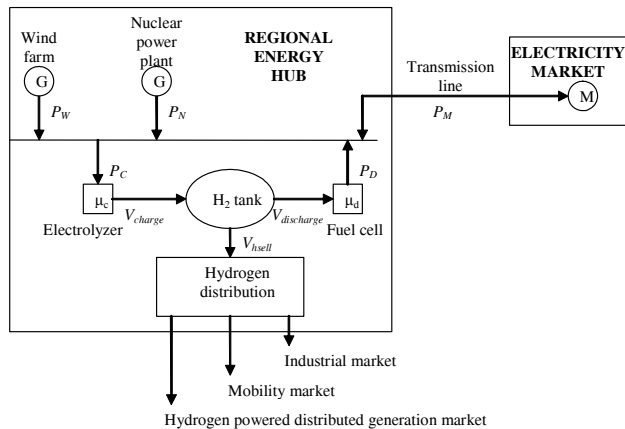 Wind
farm
Nuclear
power
plant
REGIONAL
ENERGY
HUB
ELECTRICITY
MARKET
Transmission
line
G
G
M
P_W
P_N
P_M
P_C
P_D
μ_c
H_2 tank
μ_d
V_charge
V_discharge
Electrolyzer
Fuel cell
V_hsell
Hydrogen
distribution
Industrial market
Mobility market
Hydrogen powered distributed generation market